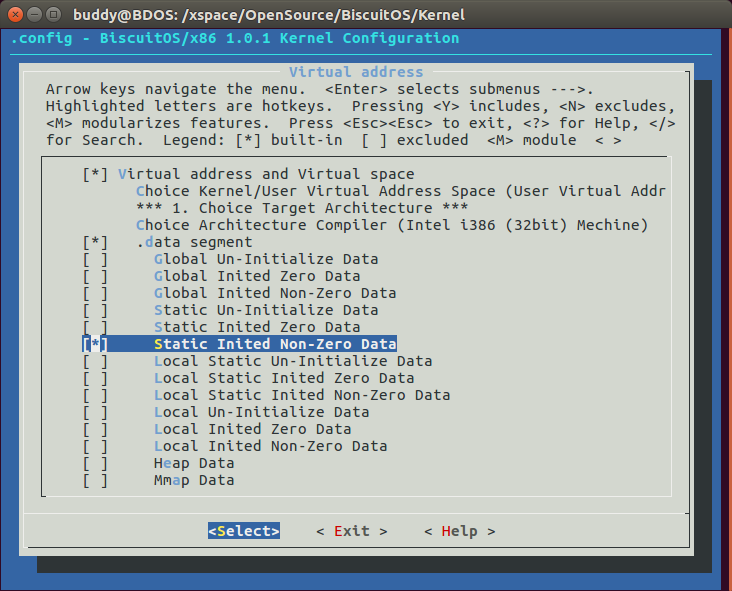 buddy@BDOS: /xspace/OpenSource/BiscuitOS/Kernel
.config - BiscuitOS/x86 1.0.1 Kernel Configuration
Virtual address
Arrow keys navigate the menu.  <Enter> selects submenus --->.
Highlighted letters are hotkeys.  Pressing <Y> includes, <N> excludes,
<M> modularizes features.  Press <Esc><Esc> to exit, <?> for Help, </>
for Search.  Legend: [*] built-in  [ ] excluded  <M> module  < >
[*] Virtual address and Virtual space
Choice Kernel/User Virtual Address Space (User Virtual Addr
*** 1. Choice Target Architecture ***
Choice Architecture Compiler (Intel i386 (32bit) Mechine)
[*]   .data segment
[ ]     Global Un-Initialize Data
[ ]     Global Inited Zero Data
[ ]     Global Inited Non-Zero Data
[ ]     Static Un-Initialize Data
[ ]     Static Inited Zero Data
[*]     Static Inited Non-Zero Data
[ ]     Local Static Un-Initialize Data
[ ]     Local Static Inited Zero Data
[ ]     Local Static Inited Non-Zero Data
[ ]     Local Un-Initialize Data
[ ]     Local Inited Zero Data
[ ]     Local Inited Non-Zero Data
[ ]     Heap Data
[ ]     Mmap Data
<Select>    < Exit >    < Help >